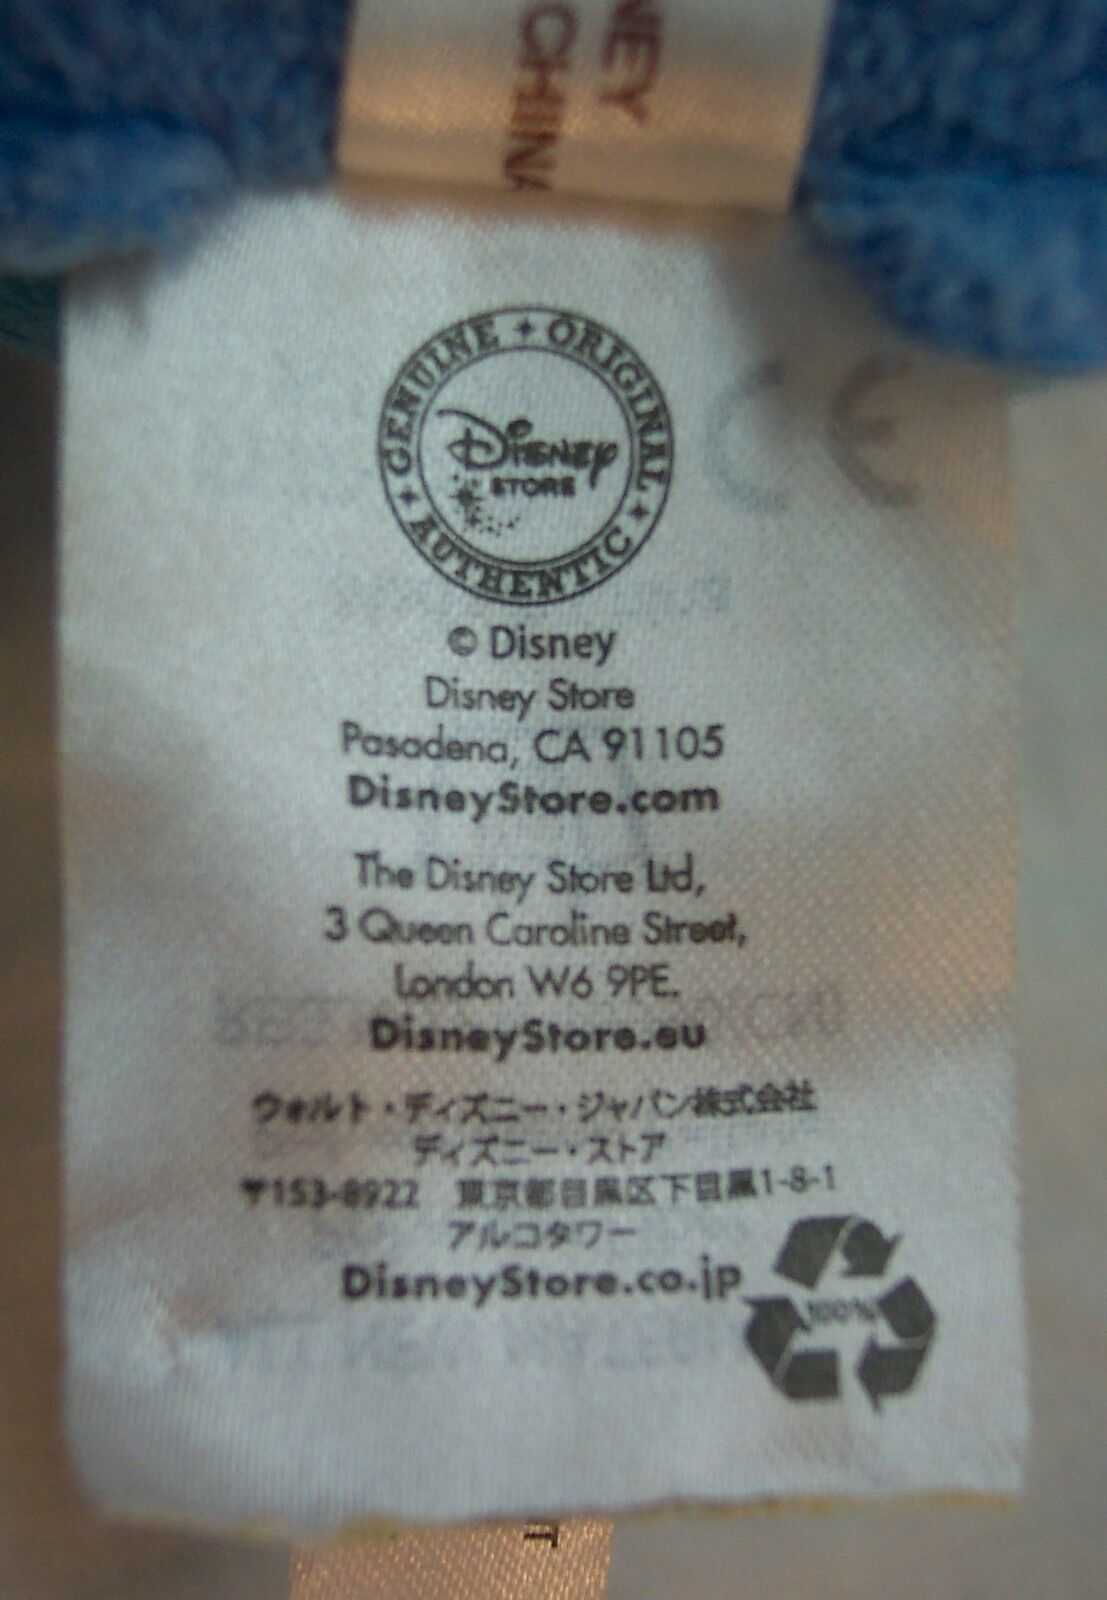 NEY
CHINA
GENUINE ORIGINAL AUTHENTIC
Disney
STORE
© Disney
Disney Store
Pasadena, CA 91105
DisneyStore.com
The Disney Store Ltd,
3 Queen Caroline Street,
London W6 9PE.
DisneyStore.eu
ウォルト・ディズニー・ジャパン株式会社
ディズニー・ストア
〒153-8922 東京都目黒区下目黒1-8-1
アルコタワー
DisneyStore.co.jp
100%
T